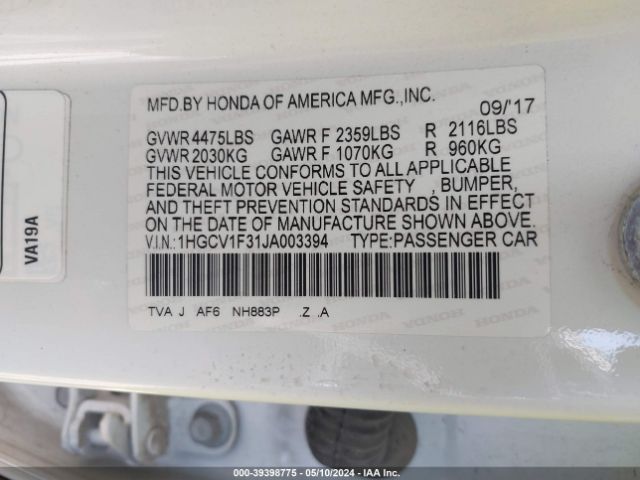 MFD.BY HONDA OF AMERICA MFG.,INC. 09/'17
GVWR 4475LBS GAWR F 2359LBS R 2116LBS
GVWR 2030KG GAWR F 1070KG R 960KG
THIS VEHICLE CONFORMS TO ALL APPLICABLE
FEDERAL MOTOR VEHICLE SAFETY , BUMPER,
AND THEFT PREVENTION STANDARDS IN EFFECT
ON THE DATE OF MANUFACTURE SHOWN ABOVE.
V.I.N.:1HGCV1F31JA003394 TYPE:PASSENGER CAR
TVA J AF6 NH883P .Z .A
VA19A
000-39398775 — 05/10/2024 — IAA Inc.